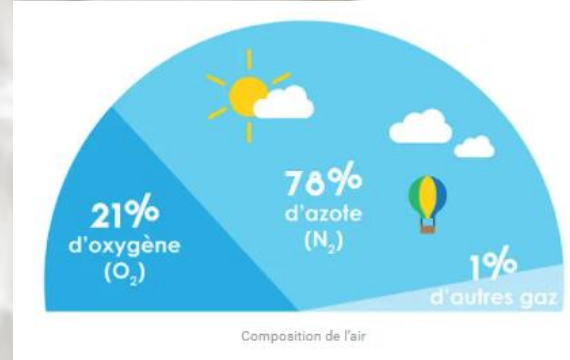 21%
d'oxygène
(O₂)
78%
d'azote
(N₂)
1%
d'autres gaz
Composition de l'air